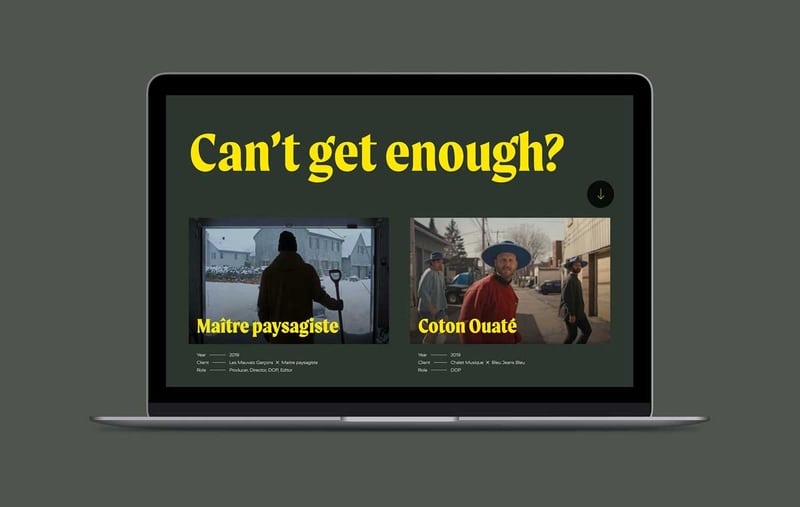 Can't get enough?
Maître paysagiste
Coton Ouaté
Year 2019
Client Les Mauvais Garçons ✕ Maitre paysagiste
Role Producer, Director, DOP, Editor
Year 2019
Client Chalet Musique ✕ Bleu Jeans Bleu
Role DOP